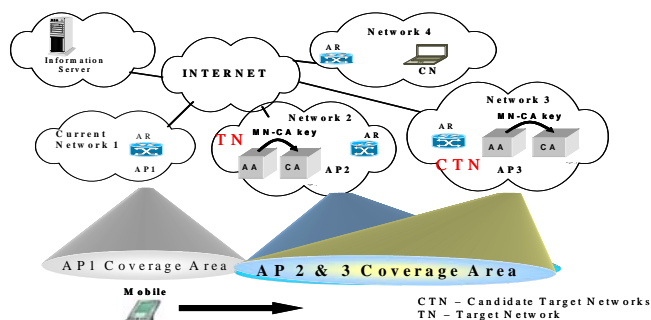 Information
Server
INTERNET
AR
Network 4
CN
Current
Network 1
AR
AP1
TN
Network 2
MN-CA key
AR
AA
CA
AP2
Network 3
MN-CA key
AR
CTN
AA
CA
AP3
AP1 Coverage Area
AP 2 & 3 Coverage Area
Mobile
CTN – Candidate Target Networks
TN – Target Network